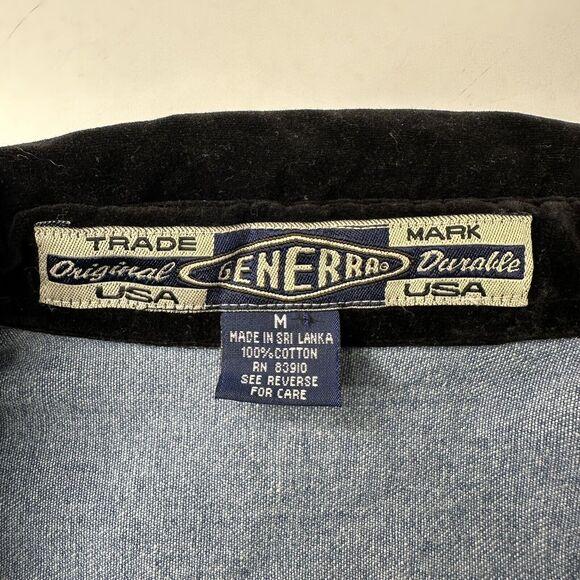 TRADE MARK
Original GENERRA® Durable
USA USA
M
MADE IN SRI LANKA
100% COTTON
RN 83910
SEE REVERSE
FOR CARE